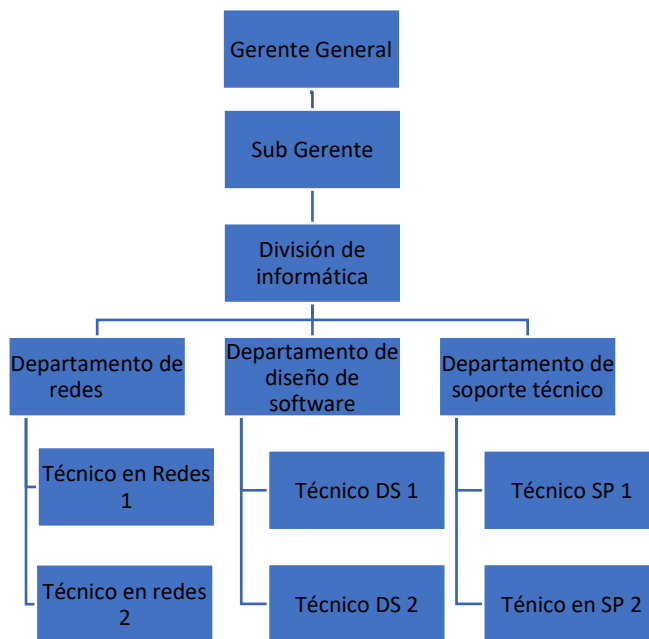 Gerente General
Sub Gerente
División de
informática
Departamento de
redes
Departamento de
diseño de
software
Departamento de
soporte técnico
Técnico en Redes
1
Técnico DS 1
Técnico SP 1
Técnico en redes
2
Técnico DS 2
Ténico en SP 2